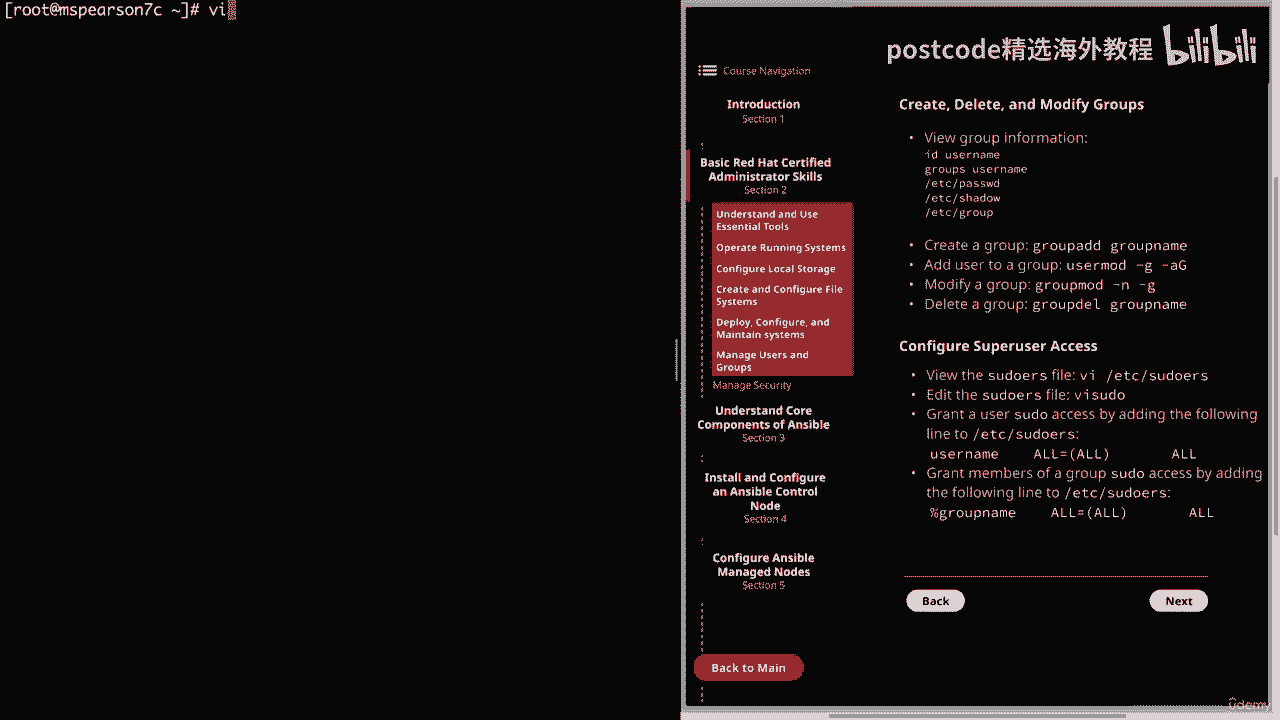 [root@mspearson7c ~]# vi
postcode精选海外教程 bilibili
Course Navigation
Introduction
Section 1
Basic Red Hat Certified
Administrator Skills
Section 2
Understand and Use
Essential Tools
Operate Running Systems
Configure Local Storage
Create and Configure File
Systems
Deploy, Configure, and
Maintain systems
Manage Users and
Groups
Manage Security
Understand Core
Components of Ansible
Section 3
Install and Configure
an Ansible Control
Node
Section 4
Configure Ansible
Managed Nodes
Section 5
Back to Main
Create, Delete, and Modify Groups
• View group information:
id username
groups username
/etc/passwd
/etc/shadow
/etc/group
• Create a group: groupadd groupname
• Add user to a group: usermod -g -aG
• Modify a group: groupmod -n -g
• Delete a group: groupdel groupname
Configure Superuser Access
• View the sudoers file: vi /etc/sudoers
• Edit the sudoers file: visudo
• Grant a user sudo access by adding the following
line to /etc/sudoers:
username ALL=(ALL) ALL
• Grant members of a group sudo access by adding
the following line to /etc/sudoers:
%groupname ALL=(ALL) ALL
Back
Next
ûdemy